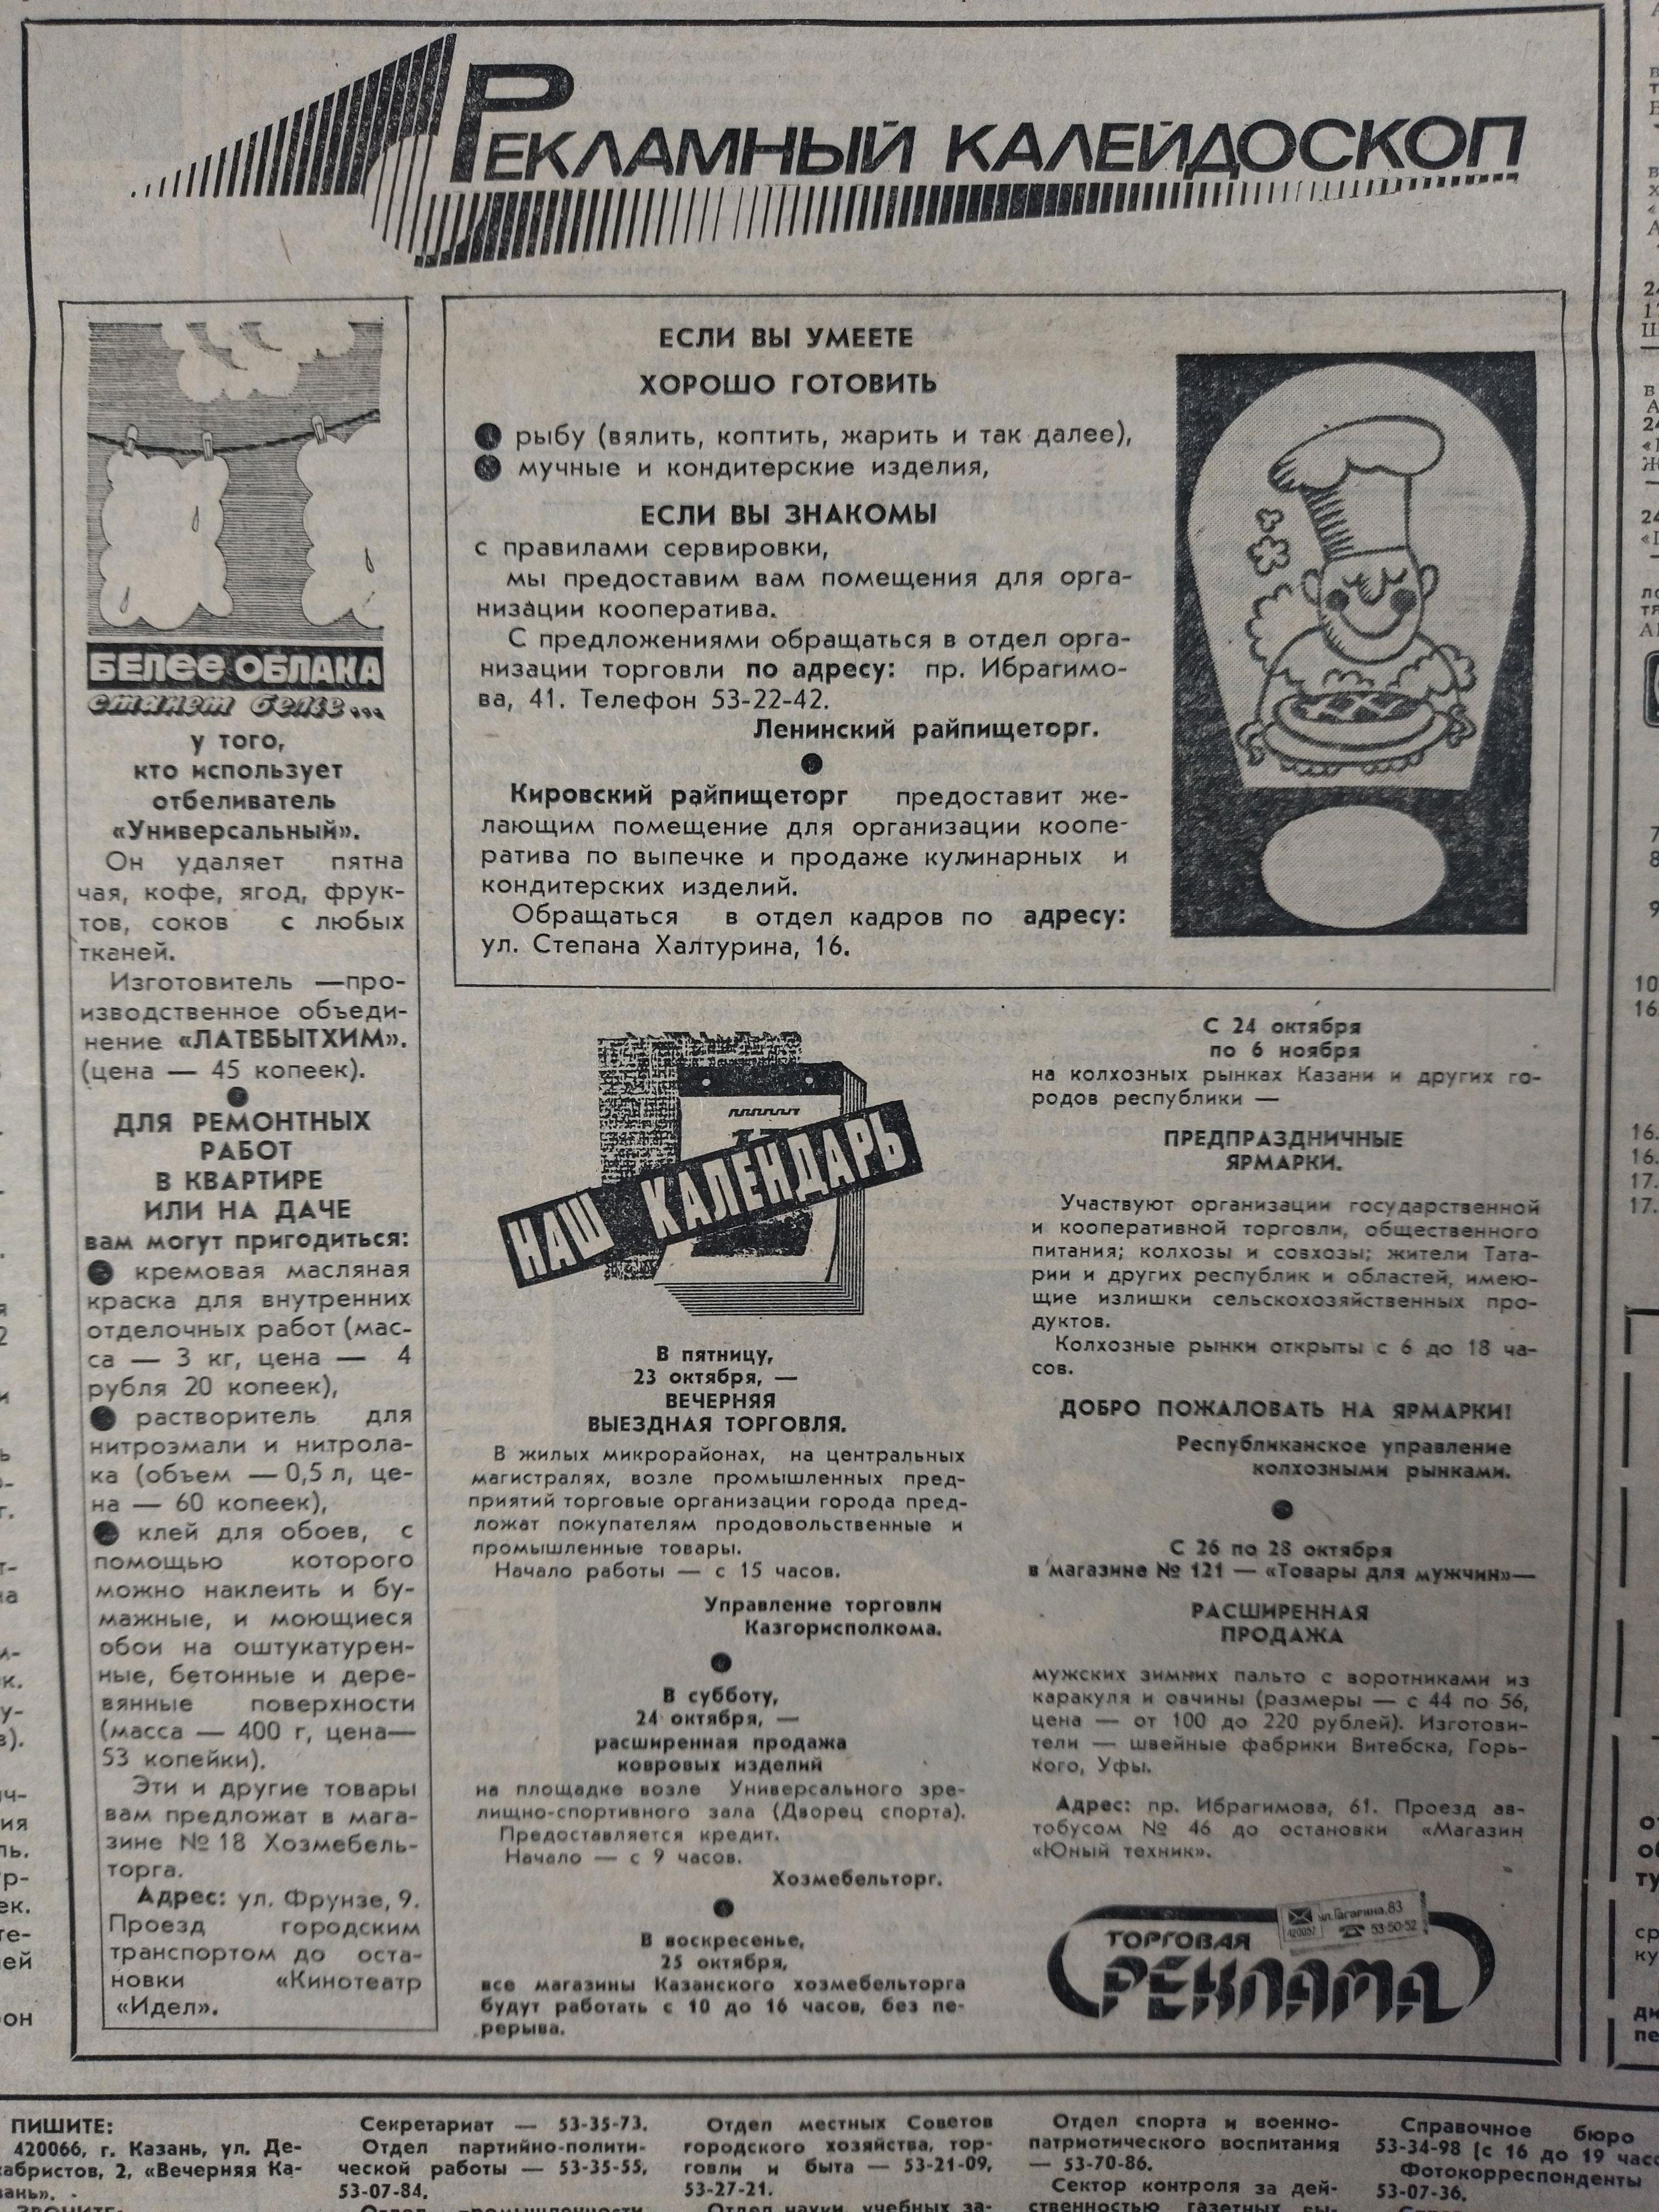 РЕКЛАМНЫЙ КАЛЕЙДОСКОП
БЕЛЕЕ ОБЛАКА
станет белье...
у того,
кто использует
отбеливатель
«Универсальный».
Он удаляет пятна
чая, кофе, ягод, фрук-
тов, соков с любых
тканей.
Изготовитель —про-
изводственное объеди-
нение «ЛАТВБЫТХИМ».
(цена — 45 копеек).
ДЛЯ РЕМОНТНЫХ
РАБОТ
В КВАРТИРЕ
ИЛИ НА ДАЧЕ
вам могут пригодиться:
● кремовая масляная
краска для внутренних
отделочных работ (мас-
са — 3 кг, цена — 4
рубля 20 копеек),
● растворитель для
нитроэмали и нитрола-
ка (объем — 0,5 л, це-
на — 60 копеек),
● клей для обоев, с
помощью которого
можно наклеить и бу-
мажные, и моющиеся
обои на оштукатурен-
ные, бетонные и дере-
вянные поверхности
(масса — 400 г, цена—
53 копейки).
Эти и другие товары
вам предложат в мага-
зине № 18 Хозмебель-
торга.
Адрес: ул. Фрунзе, 9.
Проезд городским
транспортом до оста-
новки «Кинотеатр
«Идел».
ЕСЛИ ВЫ УМЕЕТЕ
ХОРОШО ГОТОВИТЬ
● рыбу (вялить, коптить, жарить и так далее),
● мучные и кондитерские изделия,
ЕСЛИ ВЫ ЗНАКОМЫ
с правилами сервировки,
мы предоставим вам помещения для орга-
низации кооператива.
С предложениями обращаться в отдел орга-
низации торговли по адресу: пр. Ибрагимо-
ва, 41. Телефон 53-22-42.
Ленинский райпищеторг.
Кировский райпищеторг предоставит же-
лающим помещение для организации коопе-
ратива по выпечке и продаже кулинарных и
кондитерских изделий.
Обращаться в отдел кадров по адресу:
ул. Степана Халтурина, 16.
НАШ КАЛЕНДАРЬ
В пятницу,
23 октября, —
ВЕЧЕРНЯЯ
ВЫЕЗДНАЯ ТОРГОВЛЯ.
В жилых микрорайонах, на центральных
магистралях, возле промышленных пред-
приятий торговые организации города пред-
ложат покупателям продовольственные и
промышленные товары.
Начало работы — с 15 часов.
Управление торговли
Казгорисполкома.
В субботу,
24 октября, —
расширенная продажа
ковровых изделий
на площадке возле Универсального зре-
лищно-спортивного зала (Дворец спорта).
Предоставляется кредит.
Начало — с 9 часов.
Хозмебельторг.
В воскресенье,
25 октября,
все магазины Казанского хозмебельторга
будут работать с 10 до 16 часов, без пе-
рерыва.
С 24 октября
по 6 ноября
на колхозных рынках Казани и других го-
родов республики —
ПРЕДПРАЗДНИЧНЫЕ
ЯРМАРКИ.
Участвуют организации государственной
и кооперативной торговли, общественного
питания; колхозы и совхозы; жители Тата-
рии и других республик и областей, имею-
щие излишки сельскохозяйственных про-
дуктов.
Колхозные рынки открыты с 6 до 18 ча-
сов.
ДОБРО ПОЖАЛОВАТЬ НА ЯРМАРКИ!
Республиканское управление
колхозными рынками.
С 26 по 28 октября
в магазине № 121 — «Товары для мужчин»—
РАСШИРЕННАЯ
ПРОДАЖА
мужских зимних пальто с воротниками из
каракуля и овчины (размеры — с 44 по 56,
цена — от 100 до 220 рублей). Изготови-
тели — швейные фабрики Витебска, Горь-
кого, Уфы.
Адрес: пр. Ибрагимова, 61. Проезд ав-
тобусом № 46 до остановки «Магазин
«Юный техник».
ул. Гагарина, 83
420057 53-50-52
ТОРГОВАЯ
РЕКЛАМА
ПИШИТЕ:
420066, г. Казань, ул. Де-
кабристов, 2, «Вечерняя Ка-
зань».
ЗВОНИТЕ:
Секретариат — 53-35-73.
Отдел партийно-полити-
ческой работы — 53-35-55,
53-07-84.
Отдел местных Советов
городского хозяйства, тор-
говли и быта — 53-21-09,
53-27-21.
Отдел науки, учебных за-
Отдел спорта и военно-
патриотического воспитания
— 53-70-86.
Сектор контроля за дей-
ственностью газетных вы-
Справочное бюро
53-34-98 (с 16 до 19
Фотокорреспонденты
53-07-36.